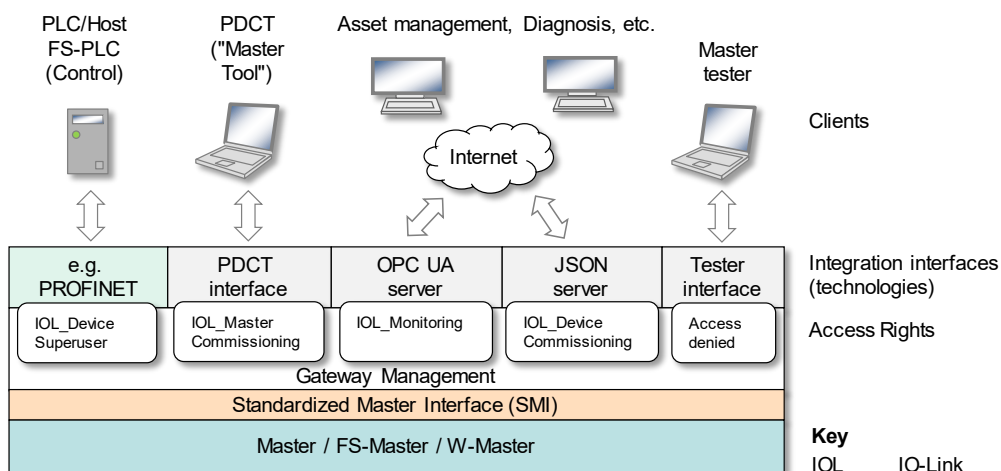 PLC/Host
FS-PLC
(Control)
PDCT
("Master
Tool")
Asset management, Diagnosis, etc.
Master
tester
Clients
Internet
e.g.
PROFINET
PDCT
interface
OPC UA
server
JSON
server
Tester
interface
Integration interfaces
(technologies)
IOL_Device
Superuser
IOL_Master
Commissioning
IOL_Monitoring
IOL_Device
Commissioning
Access
denied
Access Rights
Gateway Management
Standardized Master Interface (SMI)
Master / FS-Master / W-Master
Key
IOL IO-Link